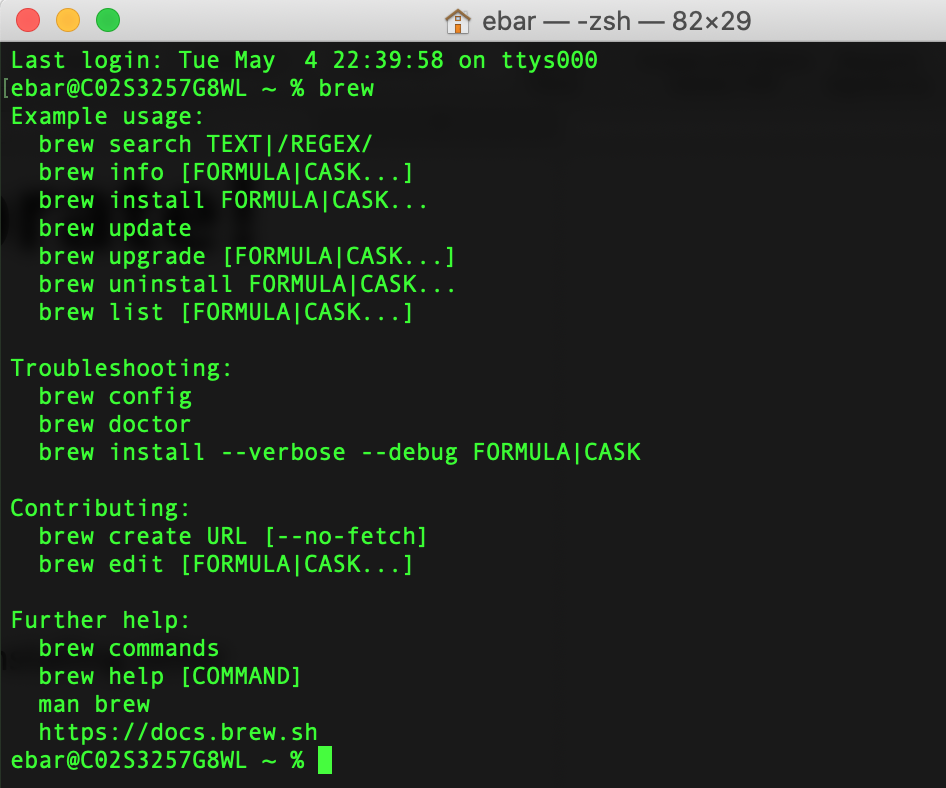 ebar — -zsh — 82×29
Last login: Tue May  4 22:39:58 on ttys000
[ebar@C02S3257G8WL ~ % brew
Example usage:
  brew search TEXT|/REGEX/
  brew info [FORMULA|CASK...]
  brew install FORMULA|CASK...
  brew update
  brew upgrade [FORMULA|CASK...]
  brew uninstall FORMULA|CASK...
  brew list [FORMULA|CASK...]

Troubleshooting:
  brew config
  brew doctor
  brew install --verbose --debug FORMULA|CASK

Contributing:
  brew create URL [--no-fetch]
  brew edit [FORMULA|CASK...]

Further help:
  brew commands
  brew help [COMMAND]
  man brew
  https://docs.brew.sh
ebar@C02S3257G8WL ~ %